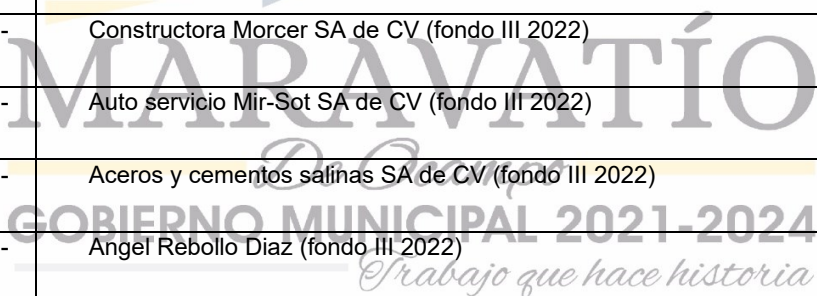 - Constructora Morcer SA de CV (fondo III 2022)
MARAVATÍO
- Auto servicio Mir-Sot SA de CV (fondo III 2022)
De Ocampo
- Aceros y cementos salinas SA de CV (fondo III 2022)
GOBIERNO MUNICIPAL 2021-2024
- Angel Rebollo Diaz (fondo III 2022)
Trabajo que hace historia